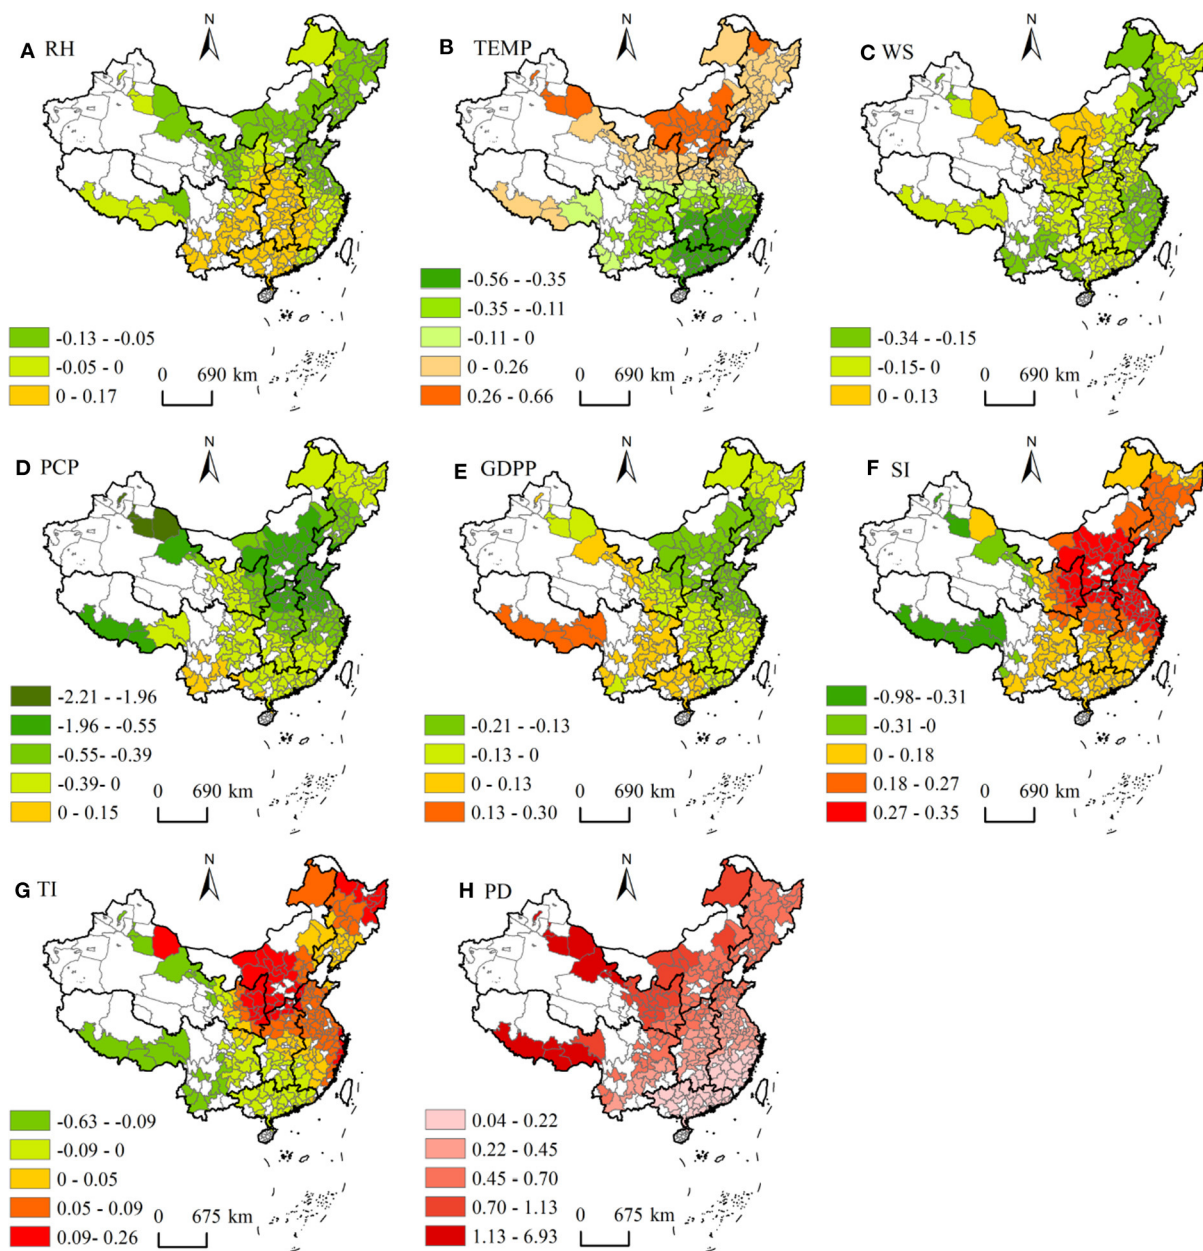 A RH
N
-0.13 - -0.05
-0.05 - 0
0 - 0.17
0 690 km
B TEMP
N
-0.56 - -0.35
-0.35 - -0.11
-0.11 - 0
0 - 0.26
0.26 - 0.66
0 690 km
C WS
N
-0.34 - -0.15
-0.15- 0
0 - 0.13
0 690 km
D PCP
N
-2.21 - -1.96
-1.96 - -0.55
-0.55- -0.39
-0.39- 0
0 - 0.15
0 690 km
E GDPP
N
-0.21 - -0.13
-0.13 - 0
0 - 0.13
0.13 - 0.30
0 690 km
F SI
N
-0.98- -0.31
-0.31 -0
0 - 0.18
0.18 - 0.27
0.27 - 0.35
0 690 km
G TI
N
-0.63 - -0.09
-0.09 - 0
0 - 0.05
0.05 - 0.09
0.09- 0.26
0 675 km
H PD
N
0.04 - 0.22
0.22 - 0.45
0.45 - 0.70
0.70 - 1.13
1.13 - 6.93
0 675 km